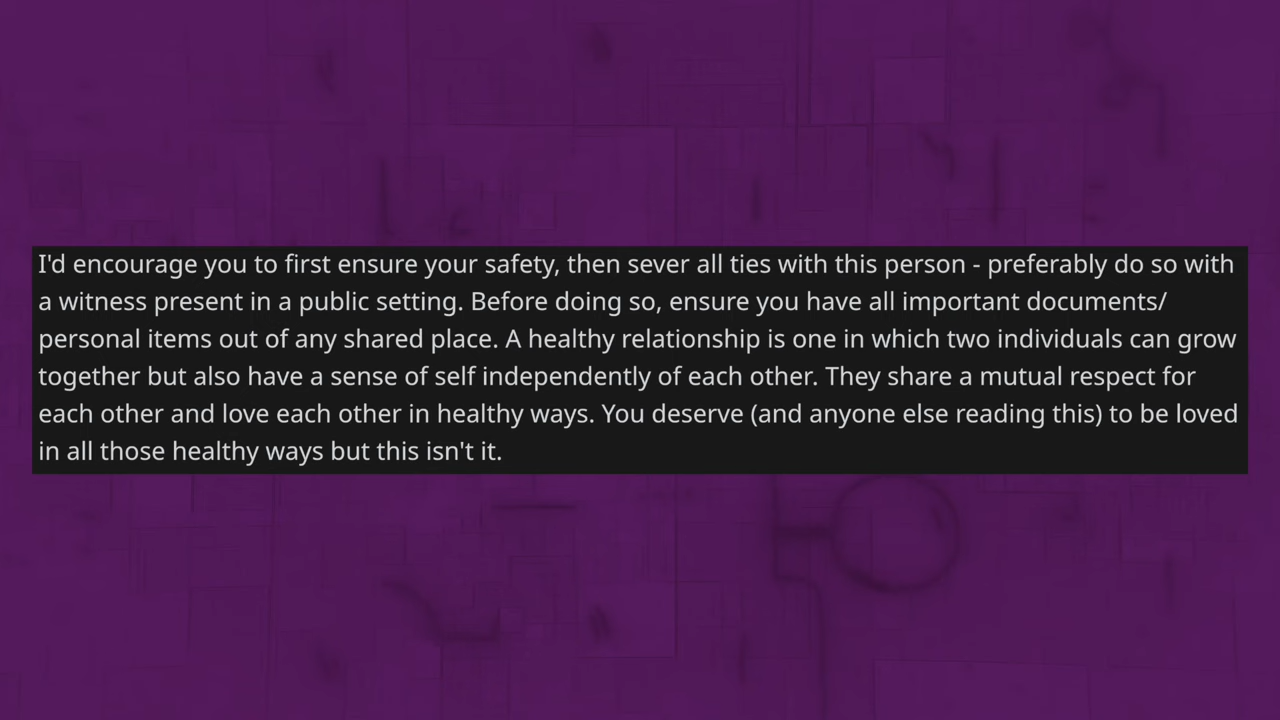 I'd encourage you to first ensure your safety, then sever all ties with this person - preferably do so with
a witness present in a public setting. Before doing so, ensure you have all important documents/
personal items out of any shared place. A healthy relationship is one in which two individuals can grow
together but also have a sense of self independently of each other. They share a mutual respect for
each other and love each other in healthy ways. You deserve (and anyone else reading this) to be loved
in all those healthy ways but this isn't it.